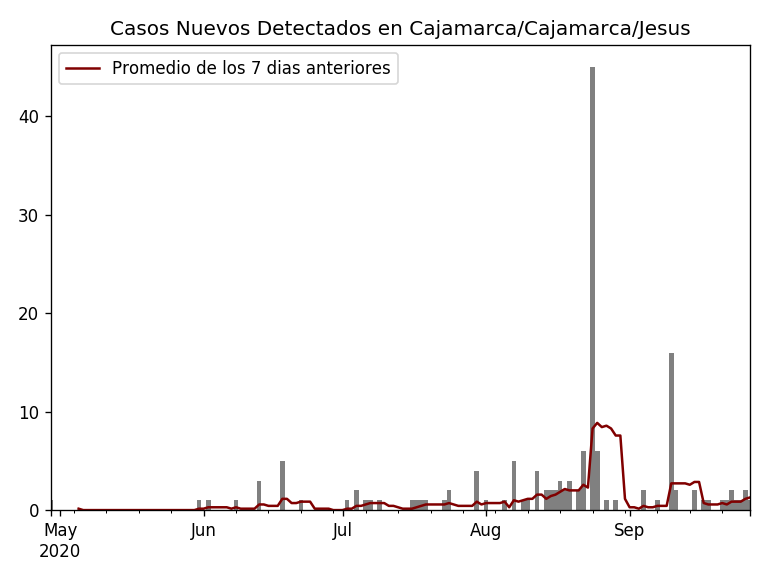 Casos Nuevos Detectados en Cajamarca/Cajamarca/Jesus
Promedio de los 7 dias anteriores
40
30
20
10
0
May Jun Jul Aug Sep
2020